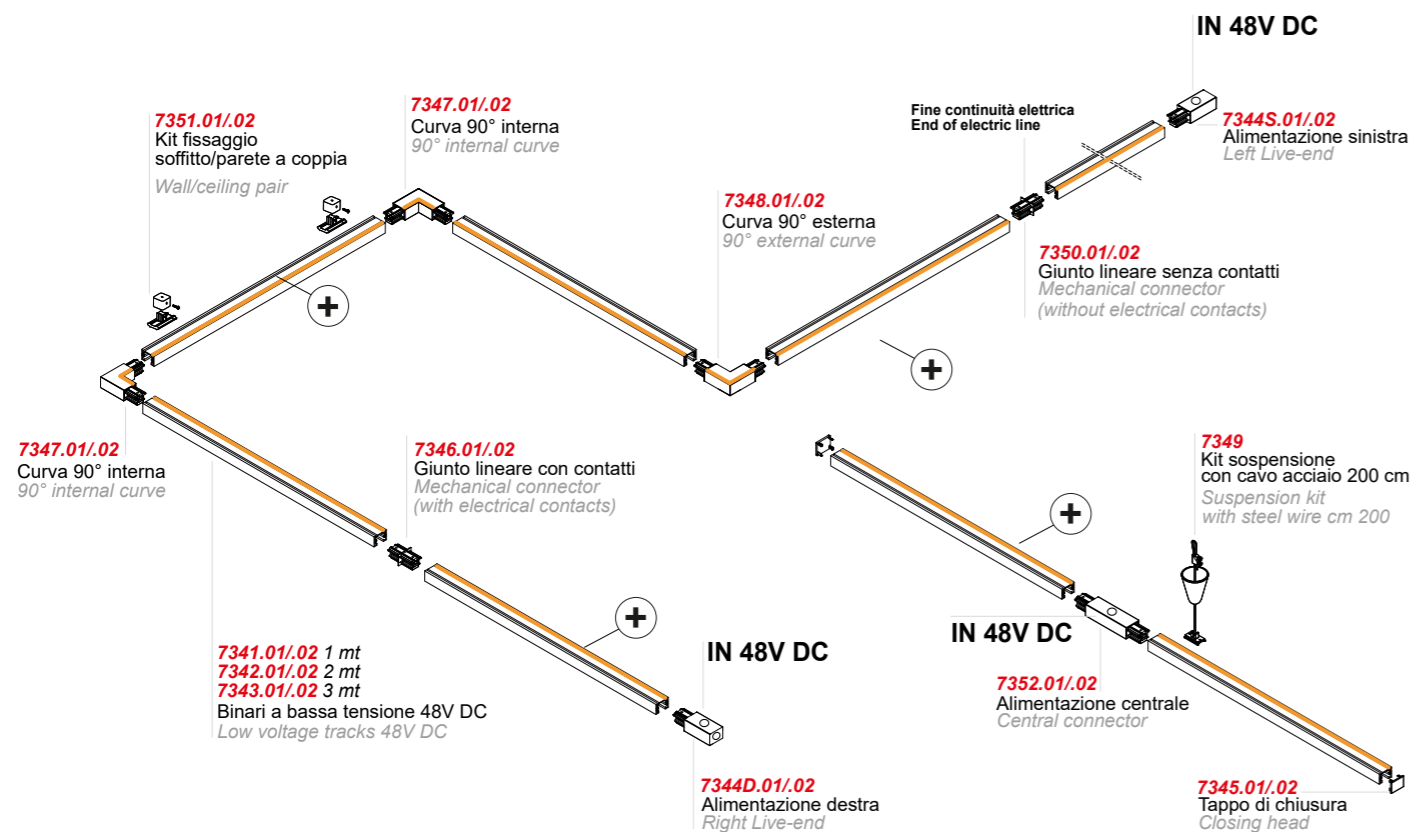 IN 48V DC
7351.01/.02
Kit fissaggio
soffitto/parete a coppia
Wall/ceiling pair
7347.01/.02
Curva 90° interna
90° internal curve
Fine continuità elettrica
End of electric line
7344S.01/.02
Alimentazione sinistra
Left Live-end
7348.01/.02
Curva 90° esterna
90° external curve
7350.01/.02
Giunto lineare senza contatti
Mechanical connector
(without electrical contacts)
+
+
7347.01/.02
Curva 90° interna
90° internal curve
7346.01/.02
Giunto lineare con contatti
Mechanical connector
(with electrical contacts)
7349
Kit sospensione
con cavo acciaio 200 cm
Suspension kit
with steel wire cm 200
+
+
7341.01/.02 1 mt
7342.01/.02 2 mt
7343.01/.02 3 mt
Binari a bassa tensione 48V DC
Low voltage tracks 48V DC
IN 48V DC
IN 48V DC
7352.01/.02
Alimentazione centrale
Central connector
7344D.01/.02
Alimentazione destra
Right Live-end
7345.01/.02
Tappo di chiusura
Closing head